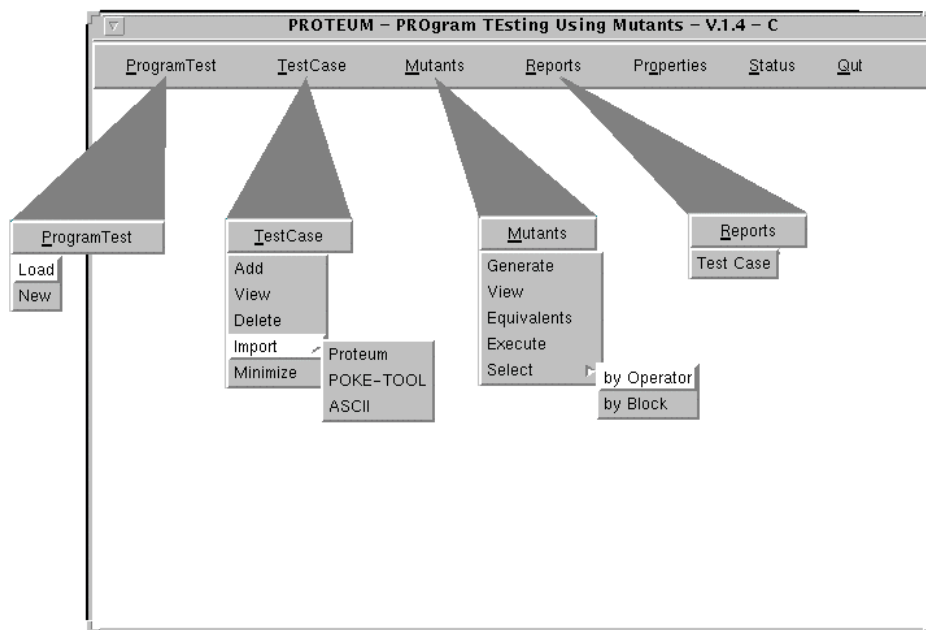 PROTEUM – PROgram TEsting Using Mutants – V.1.4 – C
ProgramTest TestCase Mutants Reports Properties Status Qut
ProgramTest
Load
New
TestCase
Add
View
Delete
Import
Minimize
Proteum
POKE–TOOL
ASCII
Mutants
Generate
View
Equivalents
Execute
Select
by Operator
by Block
Reports
Test Case